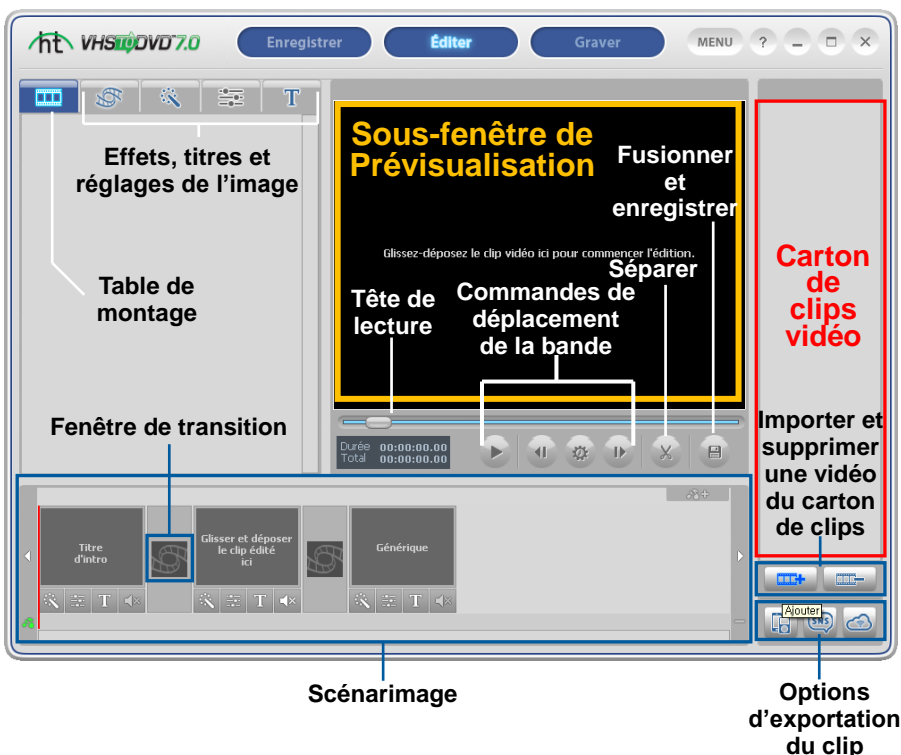 ht VHS TO DVD 7.0
Enregistrer
Éditer
Graver
MENU
?
T
Effets, titres et
réglages de l'image
Table de
montage
Sous-fenêtre de
Prévisualisation
Fusionner
et
enregistrer
Glissez-déposez le clip vidéo ici pour commencer l'édition.
Séparer
Tête de
lecture
Commandes de
déplacement
de la bande
Carton
de
clips
vidéo
Fenêtre de transition
Durée 00:00:00.00
Total 00:00:00.00
Importer et
supprimer
une vidéo
du carton
de clips
Titre
d'intro
Glisser et déposer
le clip édité
ici
Générique
T
T
T
Ajouter
SNS
Scénarimage
Options
d'exportation
du clip